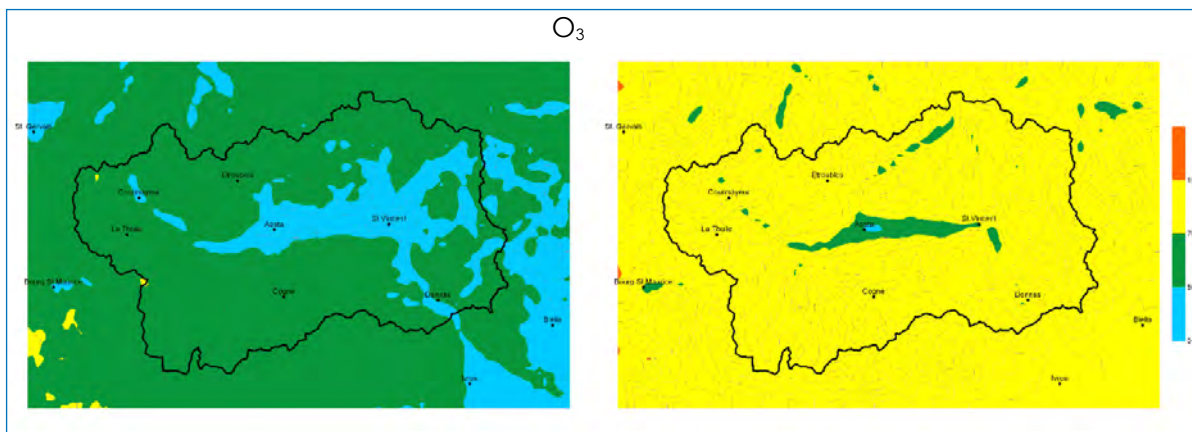 O₃
St. Gervais
Courmayeur
Etroubles
La Thuile
Aosta
St.Vincent
Bourg St.Maurice
Cogne
Donnas
Biella
Ivrea
St. Gervais
Courmayeur
Etroubles
La Thuile
Aosta
St.Vincent
Bourg St.Maurice
Cogne
Donnas
Biella
Ivrea